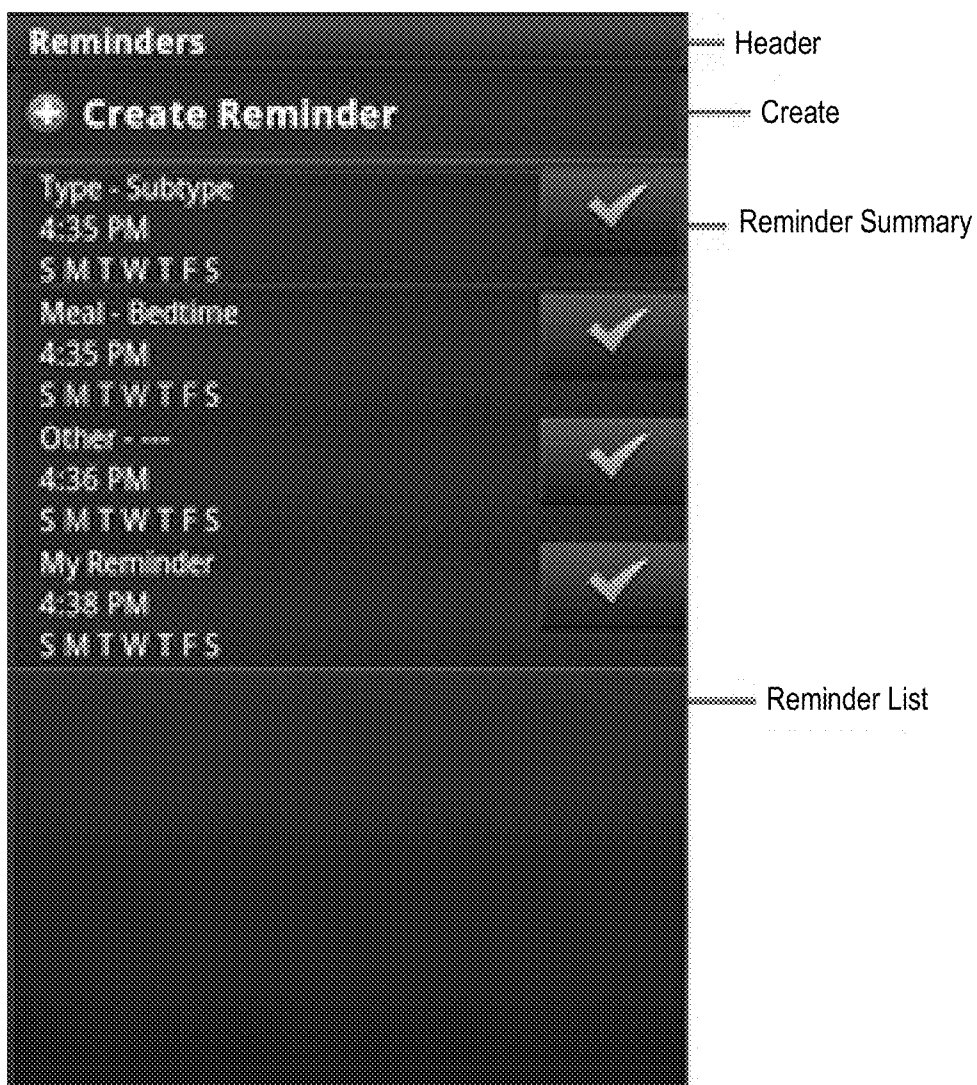 Reminders
Header
Create Reminder
Create
Type - Subtype
4:35 PM
Reminder Summary
S M T W T F S
Meal - Bedtime
4:35 PM
S M T W T F S
Other - ---
4:36 PM
S M T W T F S
My Reminder
4:38 PM
S M T W T F S
Reminder List